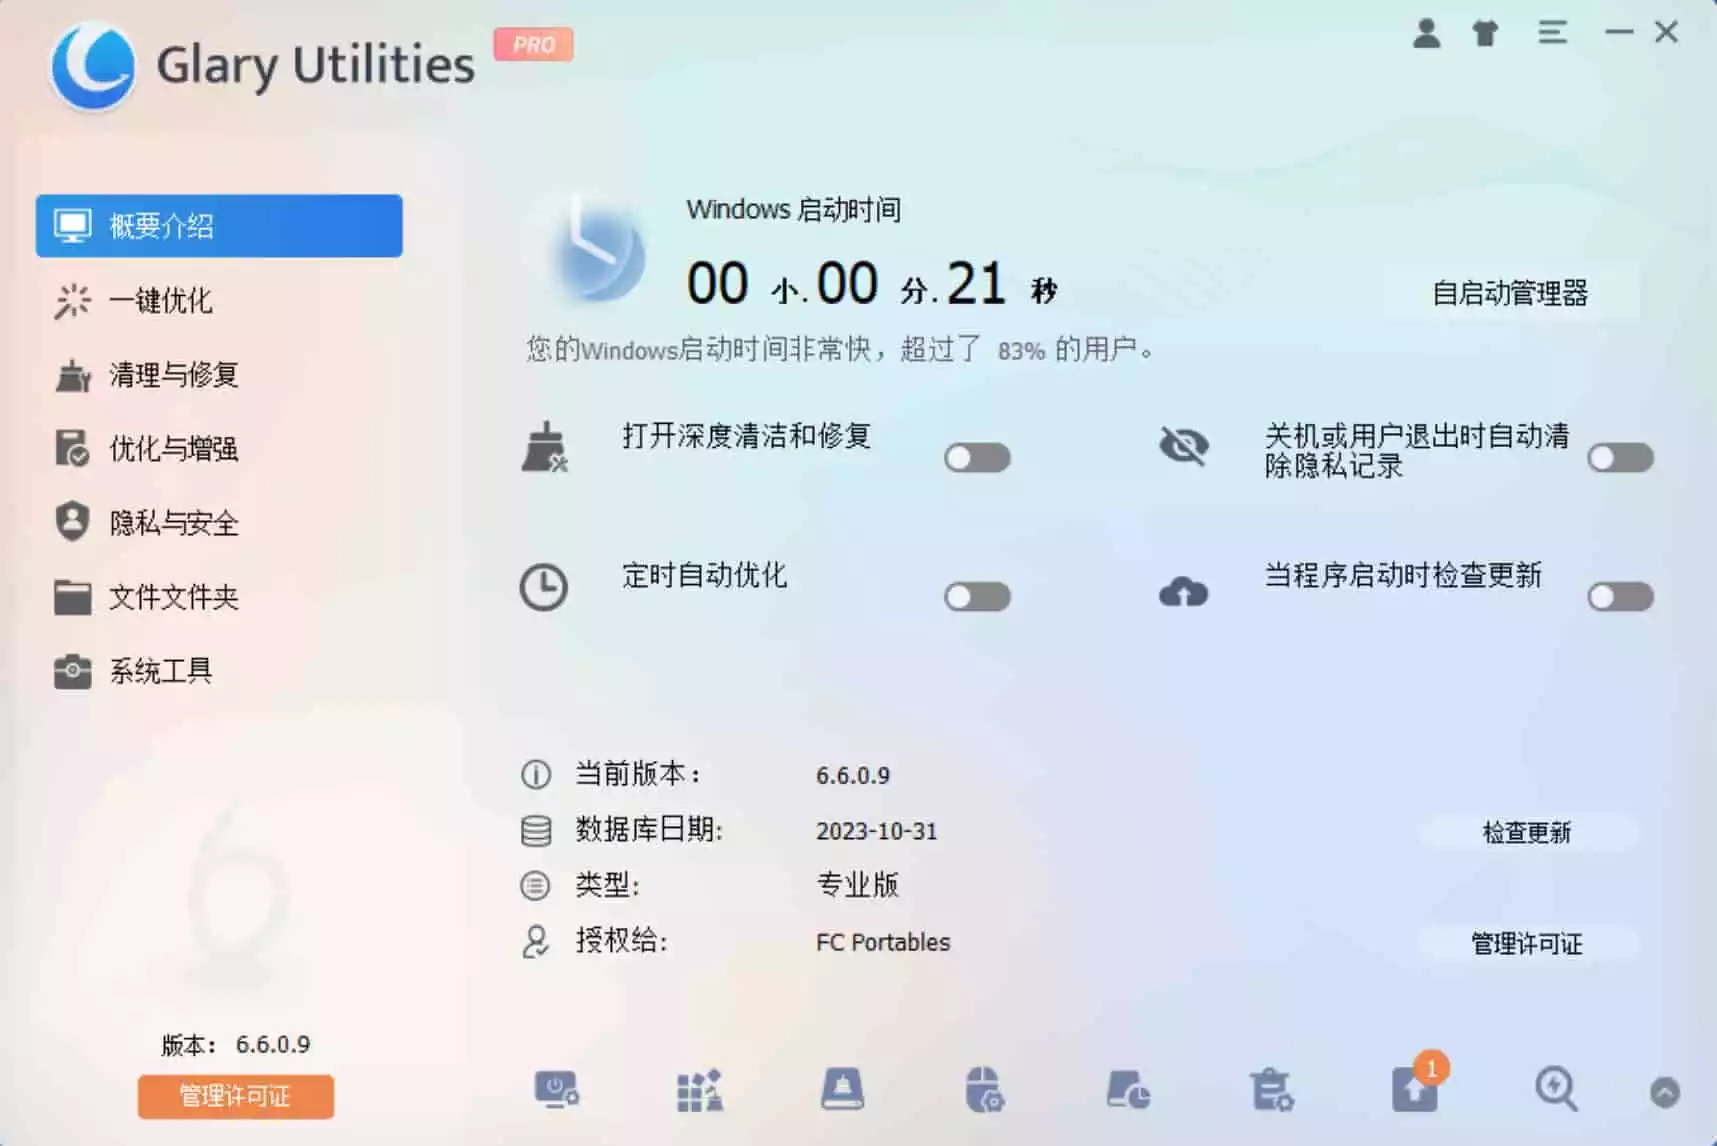 Glary Utilities PRO
概要介绍
一键优化
清理与修复
优化与增强
隐私与安全
文件文件夹
系统工具
版本： 6.6.0.9
管理许可证
Windows 启动时间
00 小. 00 分. 21 秒
自启动管理器
您的Windows启动时间非常快，超过了 83% 的用户。
打开深度清洁和修复
关机或用户退出时自动清
除隐私记录
定时自动优化
当程序启动时检查更新
当前版本： 6.6.0.9
数据库日期: 2023-10-31
检查更新
类型: 专业版
授权给: FC Portables
管理许可证
1